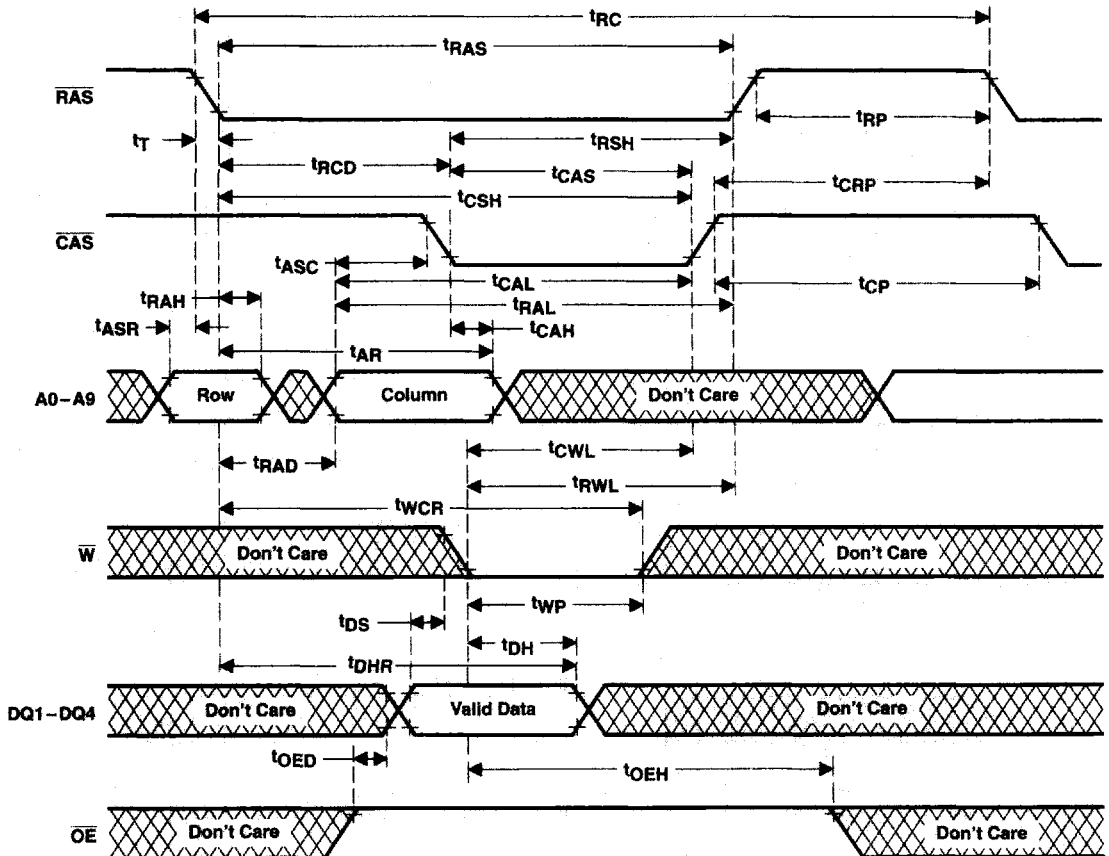 tRC
tRAS
RAS
tRP
tT
tRSH
tRCD
tCAS
tCRP
tCSH
CAS
tASC
tCAL
tCP
tRAH
tRAL
tASR
tCAH
tAR
A0–A9
Row
Column
Don't Care
tCWL
tRAD
tRWL
tWCR
W
Don't Care
Don't Care
tWP
tDS
tDH
tDHR
DQ1–DQ4
Don't Care
Valid Data
Don't Care
tOED
tOEH
OE
Don't Care
Don't Care